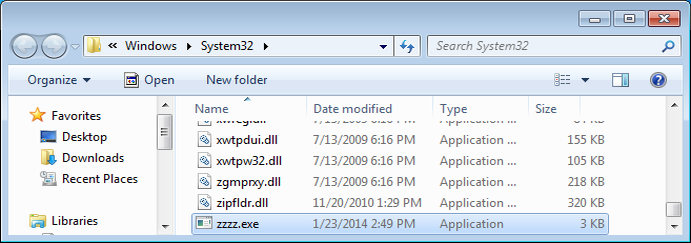 « Windows ▸ System32 ▸
Search System32
Organize ▾ Open New folder
Favorites
Desktop
Downloads
Recent Places
Libraries
Name Date modified Type Size
xwtpdui.dll 7/13/2009 6:16 PM Application ... 155 KB
xwtpw32.dll 7/13/2009 6:16 PM Application ... 105 KB
zgmprxy.dll 7/13/2009 6:16 PM Application ... 218 KB
zipfldr.dll 11/20/2010 1:29 PM Application ... 320 KB
zzzz.exe 1/23/2014 2:49 PM Application 3 KB